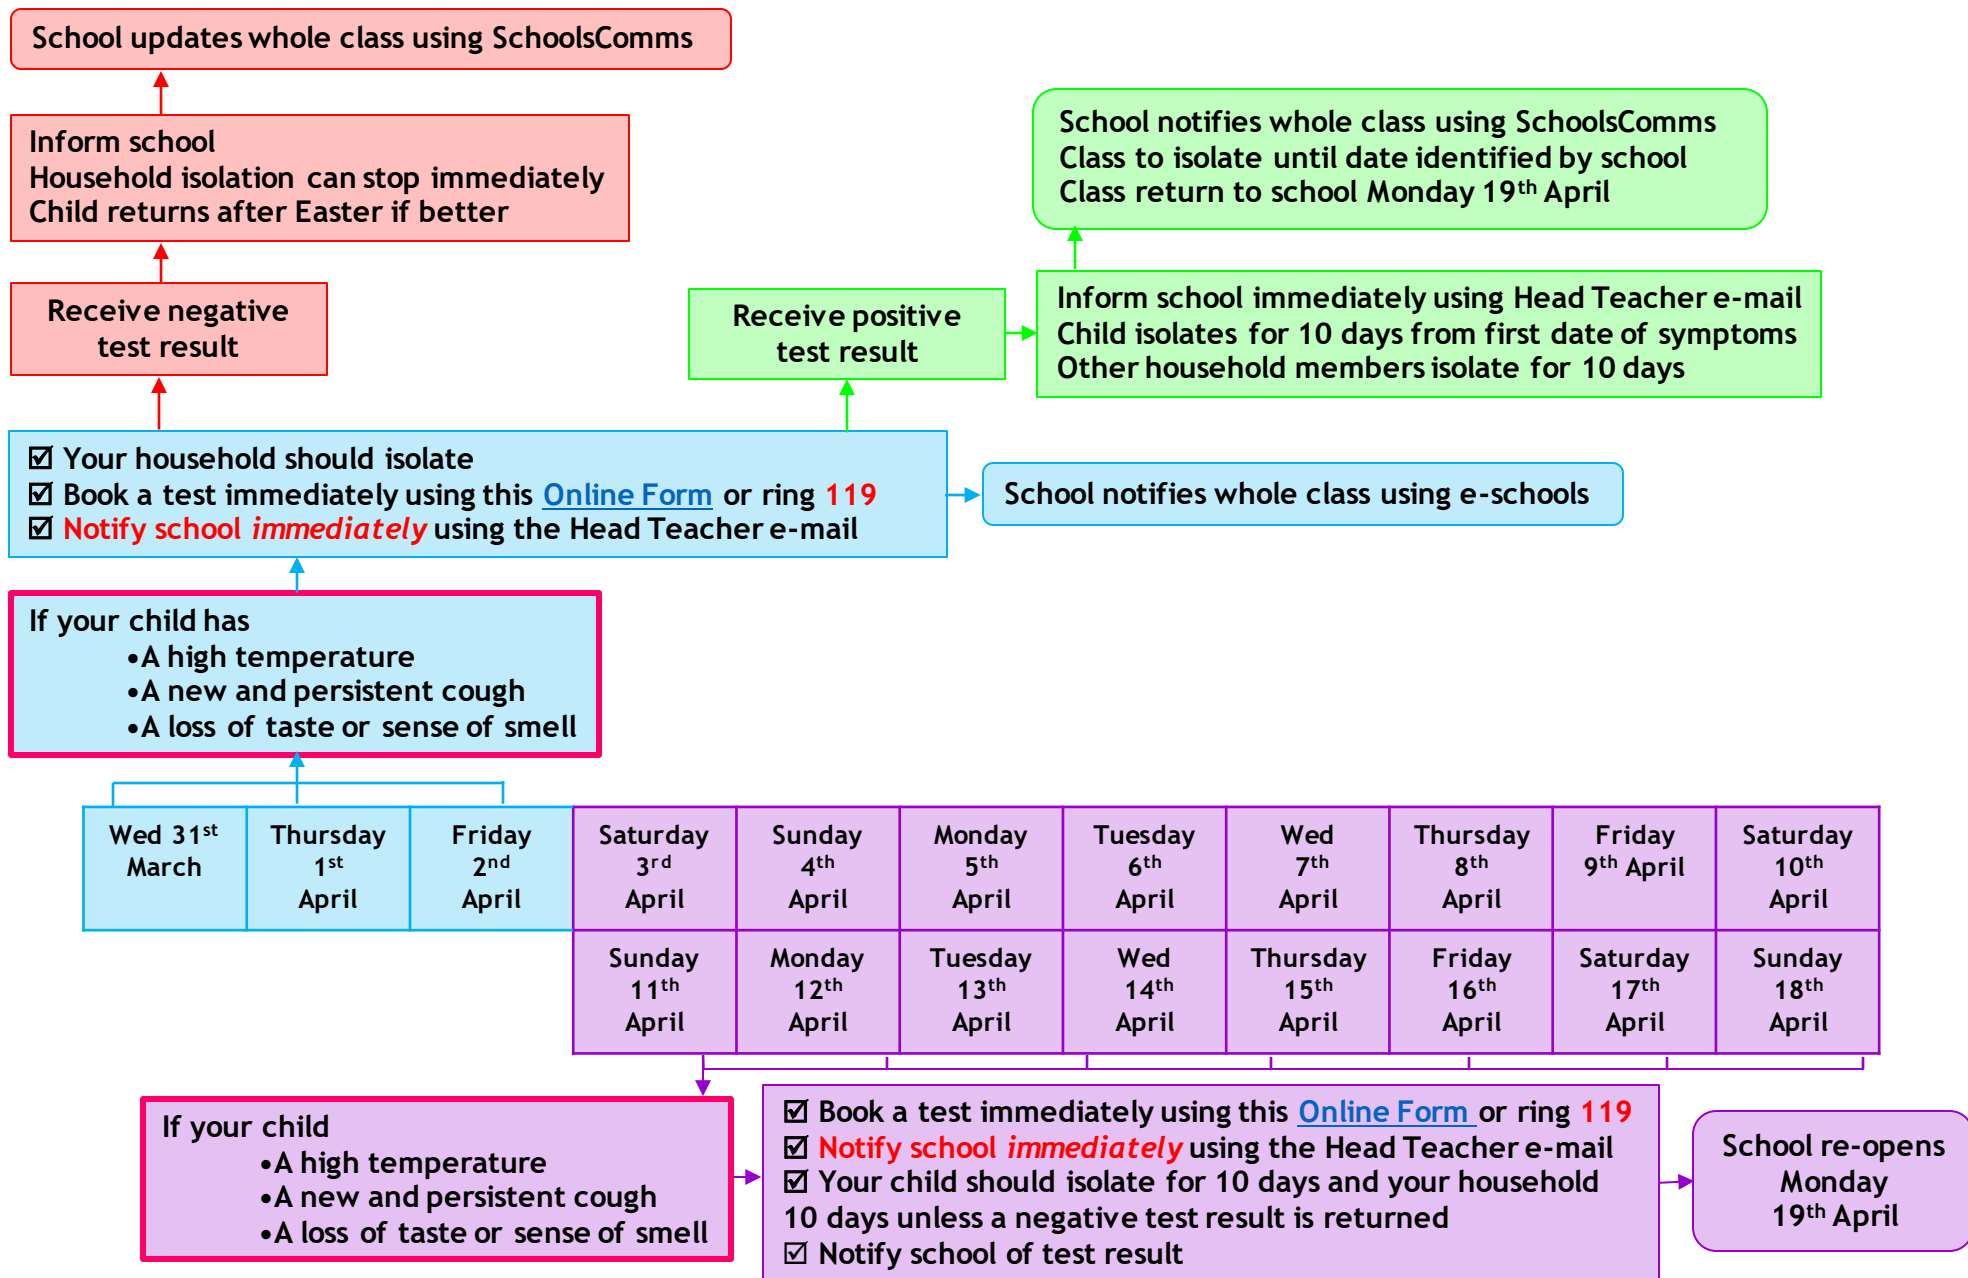 School updates whole class using SchoolsComms
Inform school
Household isolation can stop immediately
Child returns after Easter if better
School notifies whole class using SchoolsComms
Class to isolate until date identified by school
Class return to school Monday 19th April
Receive negative
test result
Receive positive
test result
Inform school immediately using Head Teacher e-mail
Child isolates for 10 days from first date of symptoms
Other household members isolate for 10 days
☑ Your household should isolate
☑ Book a test immediately using this Online Form or ring 119
☑ Notify school immediately using the Head Teacher e-mail
School notifies whole class using e-schools
If your child has
•A high temperature
•A new and persistent cough
•A loss of taste or sense of smell
Wed 31st
March
Thursday
1st
April
Friday
2nd
April
Saturday
3rd
April
Sunday
4th
April
Monday
5th
April
Tuesday
6th
April
Wed
7th
April
Thursday
8th
April
Friday
9th April
Saturday
10th
April
Sunday
11th
April
Monday
12th
April
Tuesday
13th
April
Wed
14th
April
Thursday
15th
April
Friday
16th
April
Saturday
17th
April
Sunday
18th
April
If your child
•A high temperature
•A new and persistent cough
•A loss of taste or sense of smell
☑ Book a test immediately using this Online Form or ring 119
☑ Notify school immediately using the Head Teacher e-mail
☑ Your child should isolate for 10 days and your household
10 days unless a negative test result is returned
☑ Notify school of test result
School re-opens
Monday
19th April